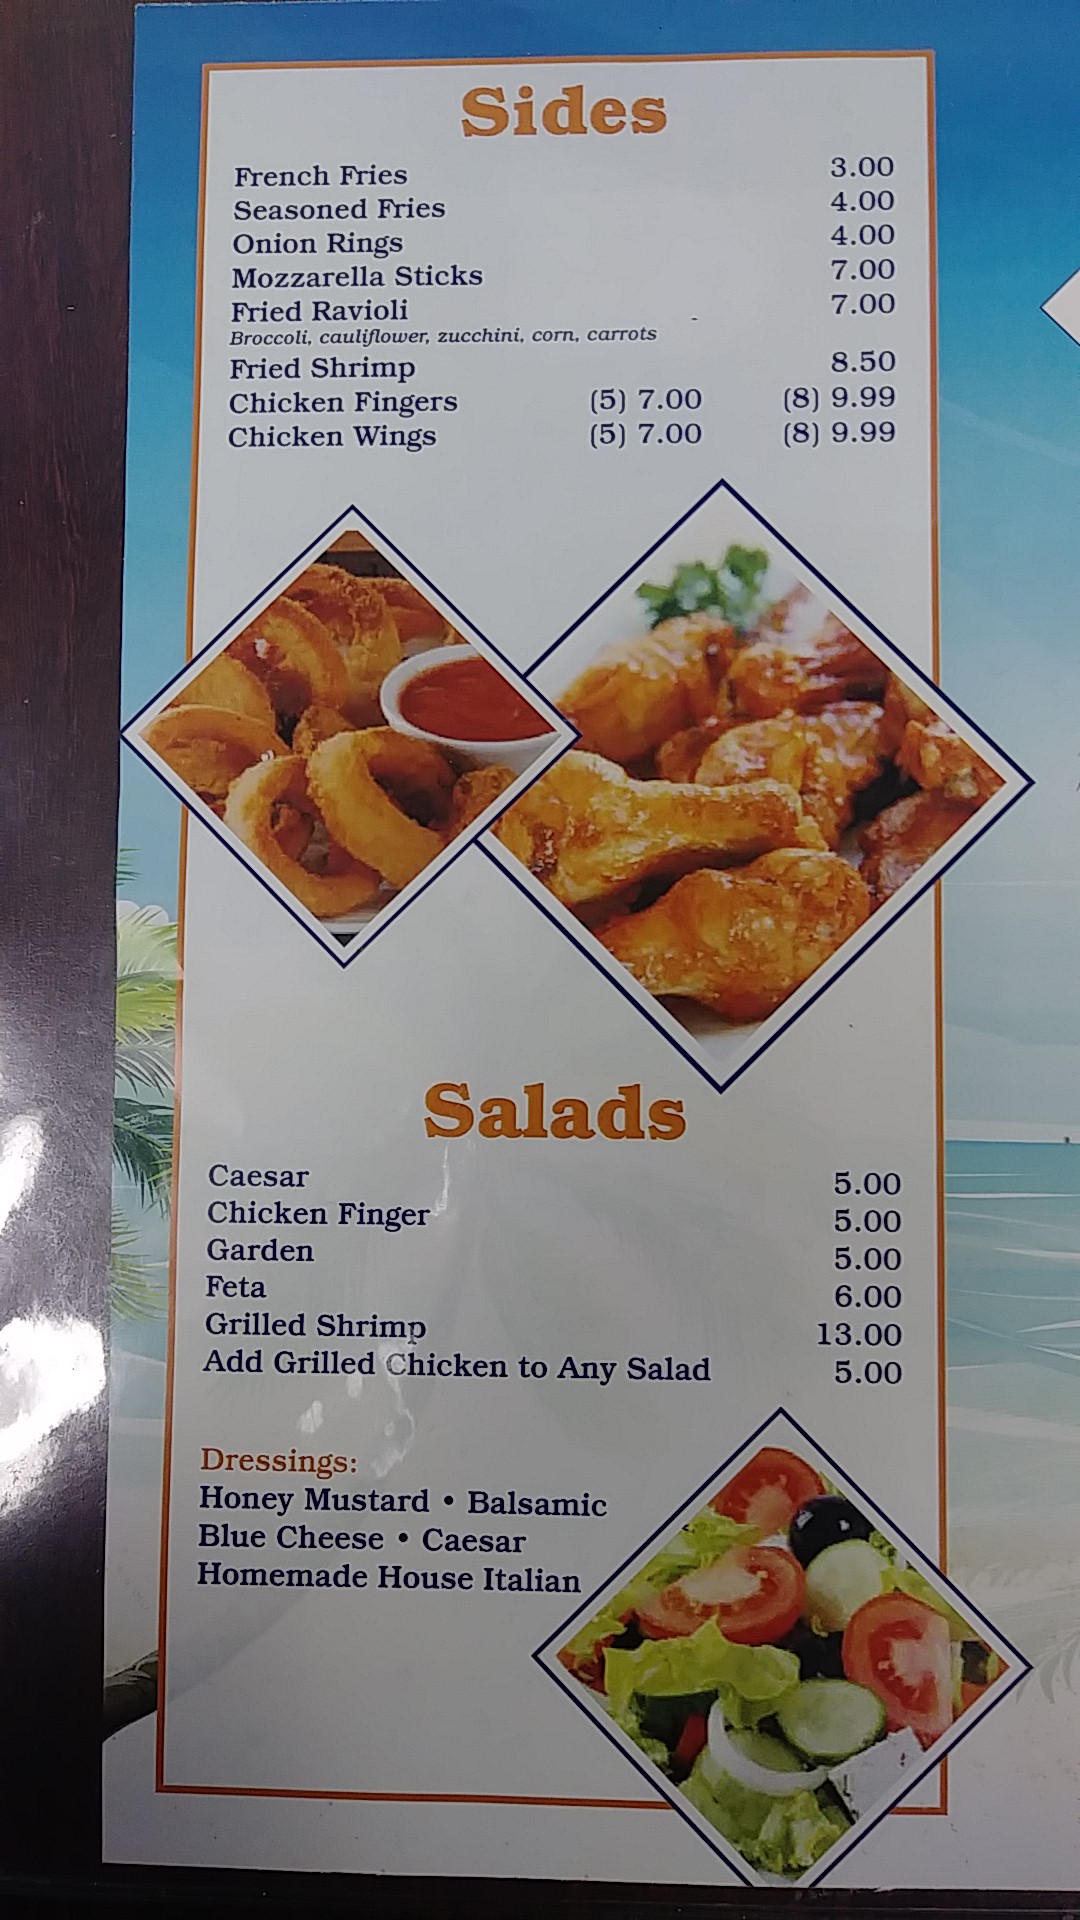 Sides
French Fries 3.00
Seasoned Fries 4.00
Onion Rings 4.00
Mozzarella Sticks 7.00
Fried Ravioli 7.00
Broccoli, cauliflower, zucchini, corn, carrots
Fried Shrimp 8.50
Chicken Fingers (5) 7.00 (8) 9.99
Chicken Wings (5) 7.00 (8) 9.99
Salads
Caesar 5.00
Chicken Finger 5.00
Garden 5.00
Feta 6.00
Grilled Shrimp 13.00
Add Grilled Chicken to Any Salad 5.00
Dressings:
Honey Mustard • Balsamic
Blue Cheese • Caesar
Homemade House Italian